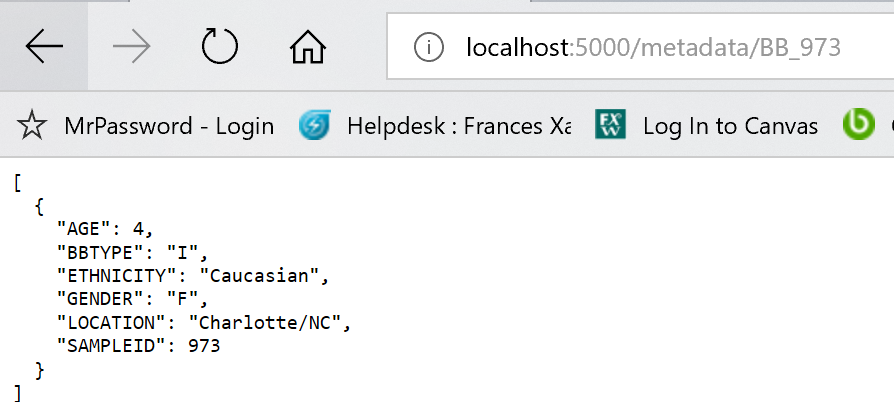 localhost:5000/metadata/BB_973
MrPassword - Login Helpdesk : Frances Xa FXW Log In to Canvas
[
  {
    "AGE": 4,
    "BBTYPE": "I",
    "ETHNICITY": "Caucasian",
    "GENDER": "F",
    "LOCATION": "Charlotte/NC",
    "SAMPLEID": 973
  }
]